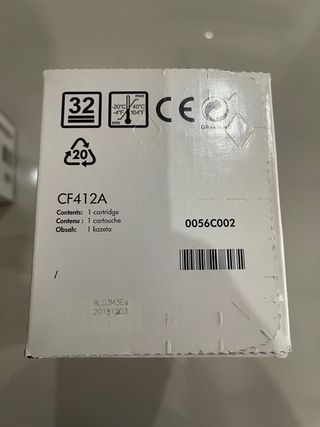 32
max
-20°C 40°C
-4°F 104°F
min
CE
20
CF412A
Contents: 1 cartridge
Contenu : 1 cartouche
Obsah: 1 kazeta
0056C002
/
8L03M3Ea
20181203